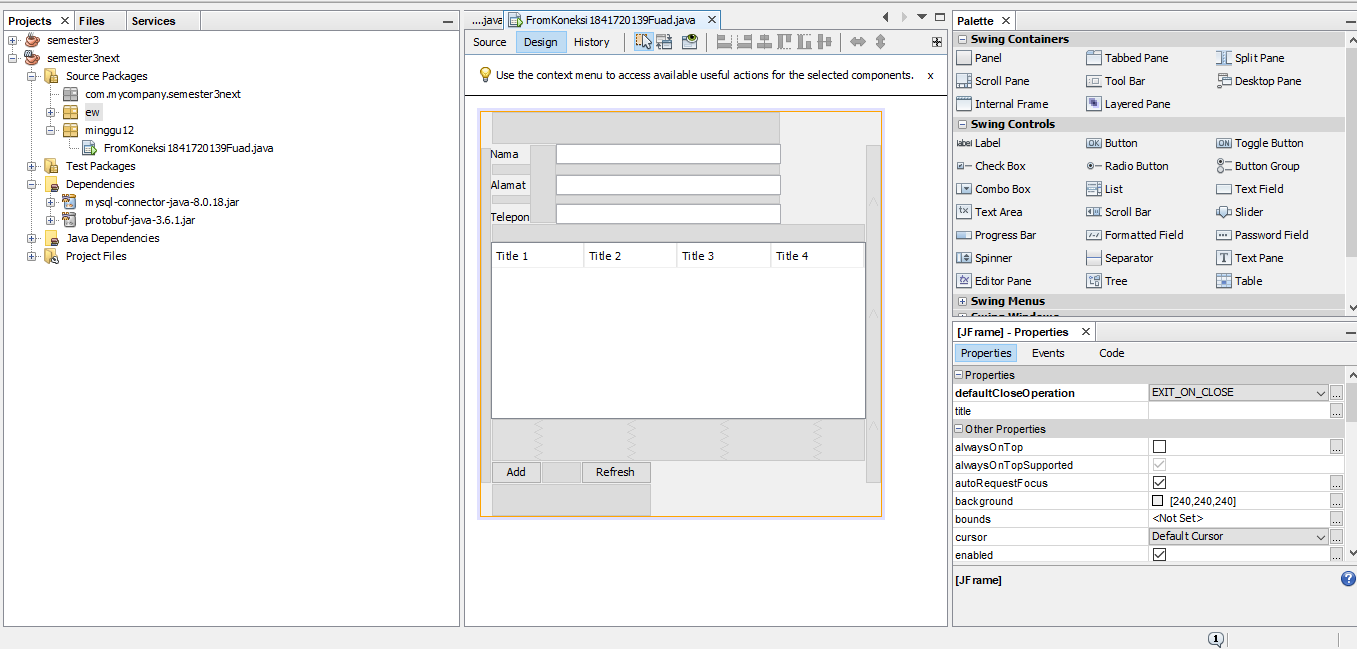 Projects Files Services
semester3
semester3next
Source Packages
com.mycompany.semester3next
ew
minggu12
FromKoneksi1841720139Fuad.java
Test Packages
Dependencies
mysql-connector-java-8.0.18.jar
protobuf-java-3.6.1.jar
Java Dependencies
Project Files
....java FromKoneksi1841720139Fuad.java
Source Design History
Use the context menu to access available useful actions for the selected components. x
Nama
Alamat
Telepon
Title 1 Title 2 Title 3 Title 4
Add Refresh
Palette
Swing Containers
Panel Tabbed Pane Split Pane
Scroll Pane Tool Bar Desktop Pane
Internal Frame Layered Pane
Swing Controls
label Label OK Button ON Toggle Button
Check Box Radio Button Button Group
Combo Box List Text Field
Text Area Scroll Bar Slider
Progress Bar Formatted Field Password Field
Spinner Separator T Text Pane
Editor Pane Tree Table
Swing Menus
Swing Windows
[JFrame] - Properties
Properties Events Code
Properties
defaultCloseOperation EXIT_ON_CLOSE ...
title ...
Other Properties
alwaysOnTop ...
alwaysOnTopSupported
autoRequestFocus ...
background [240,240,240] ...
bounds <Not Set> ...
cursor Default Cursor ...
enabled ...
[JFrame] ?
1